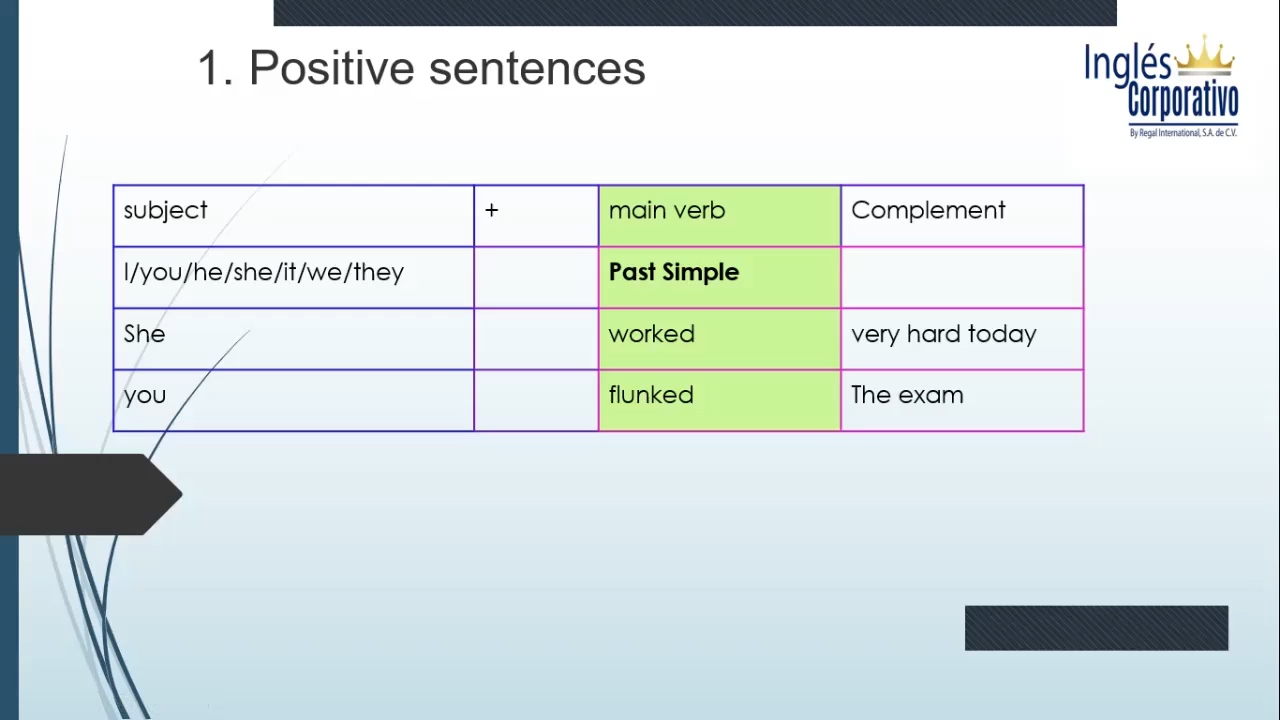 1. Positive sentences
Inglés
Corporativo
By Regal International, S.A. de C.V.
subject + main verb Complement
I/you/he/she/it/we/they Past Simple
She worked very hard today
you flunked The exam